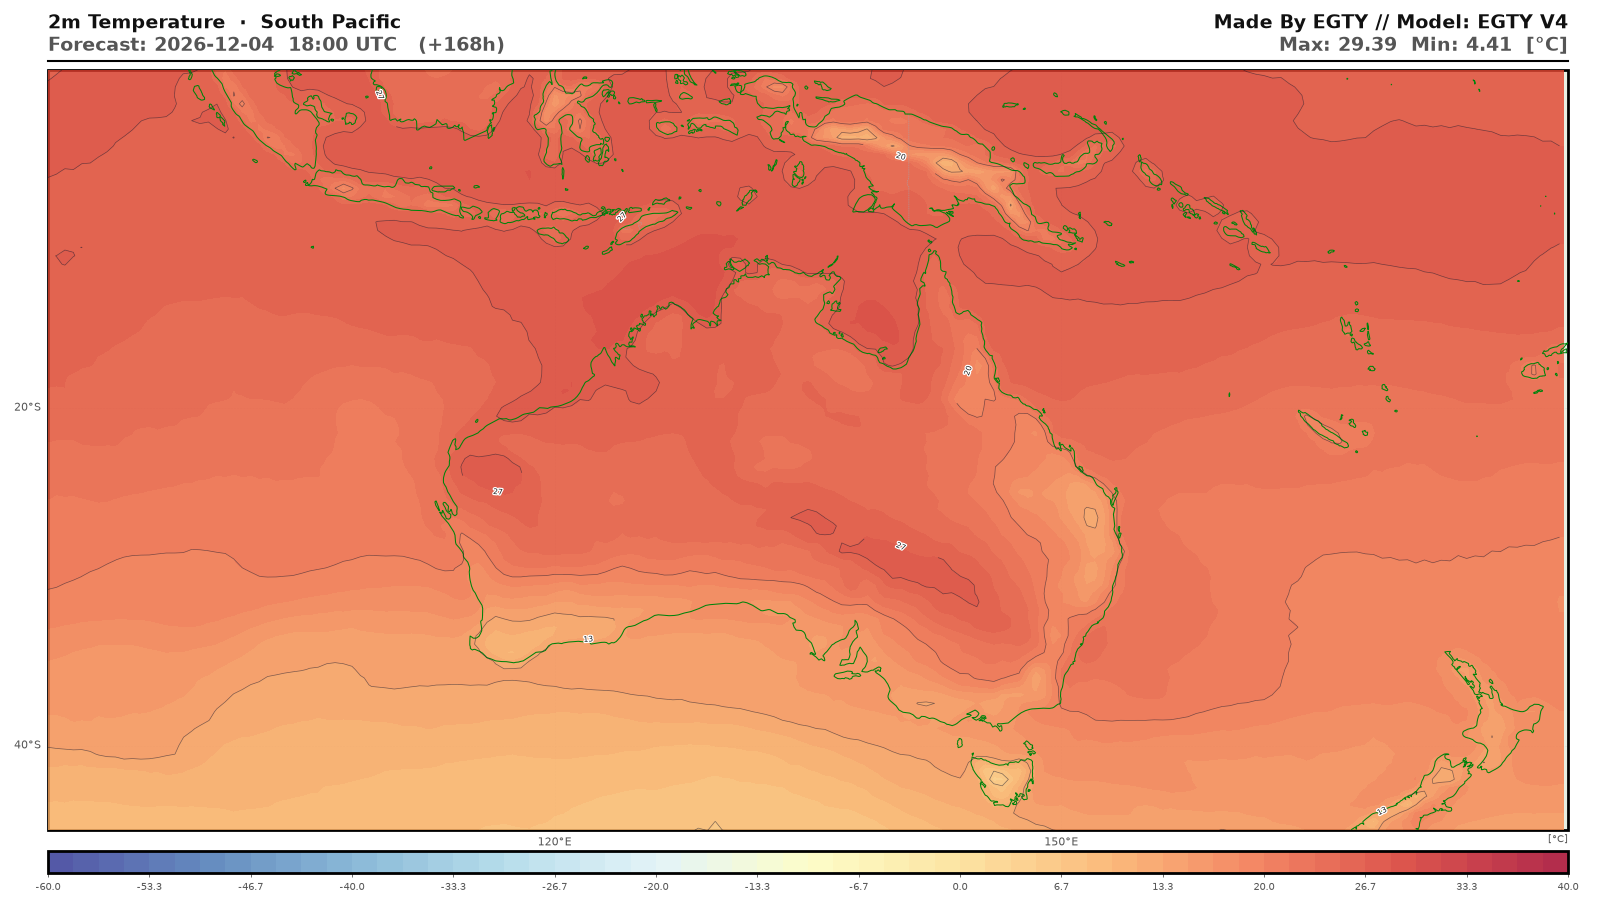 2m Temperature · South Pacific
Made By EGTY // Model: EGTY V4
Forecast: 2026-12-04 18:00 UTC (+168h)
Max: 29.39 Min: 4.41 [°C]
27
20
27
20
20°S
27
27
13
40°S
13
120°E
150°E
[°C]
-60.0 -53.3 -46.7 -40.0 -33.3 -26.7 -20.0 -13.3 -6.7 0.0 6.7 13.3 20.0 26.7 33.3 40.0